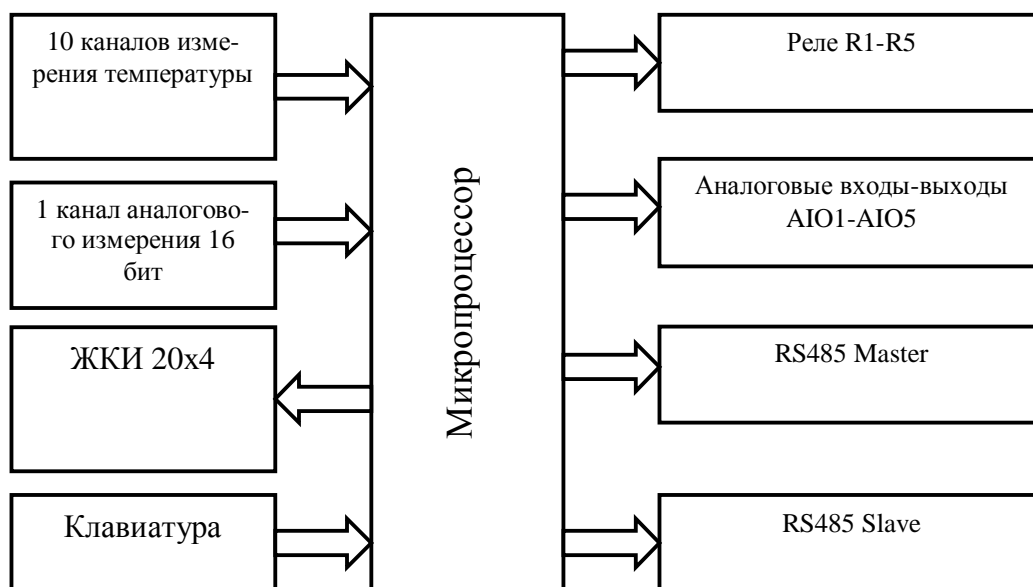 10 каналов изме-
рения температуры
1 канал аналогово-
го измерения 16
бит
ЖКИ 20х4
Клавиатура
Микропроцессор
Реле R1-R5
Аналоговые входы-выходы
AIO1-AIO5
RS485 Master
RS485 Slave